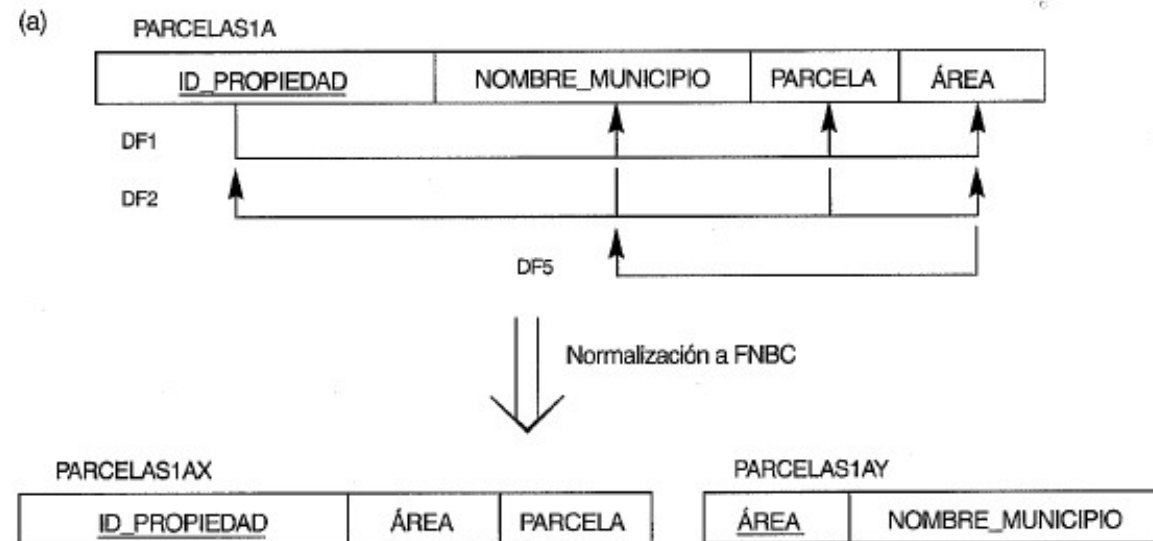 (a)
PARCELAS1A
ID_PROPIEDAD NOMBRE_MUNICIPIO PARCELA ÁREA
DF1
DF2
DF5
Normalización a FNBC
PARCELAS1AX PARCELAS1AY
ID_PROPIEDAD ÁREA PARCELA ÁREA NOMBRE_MUNICIPIO